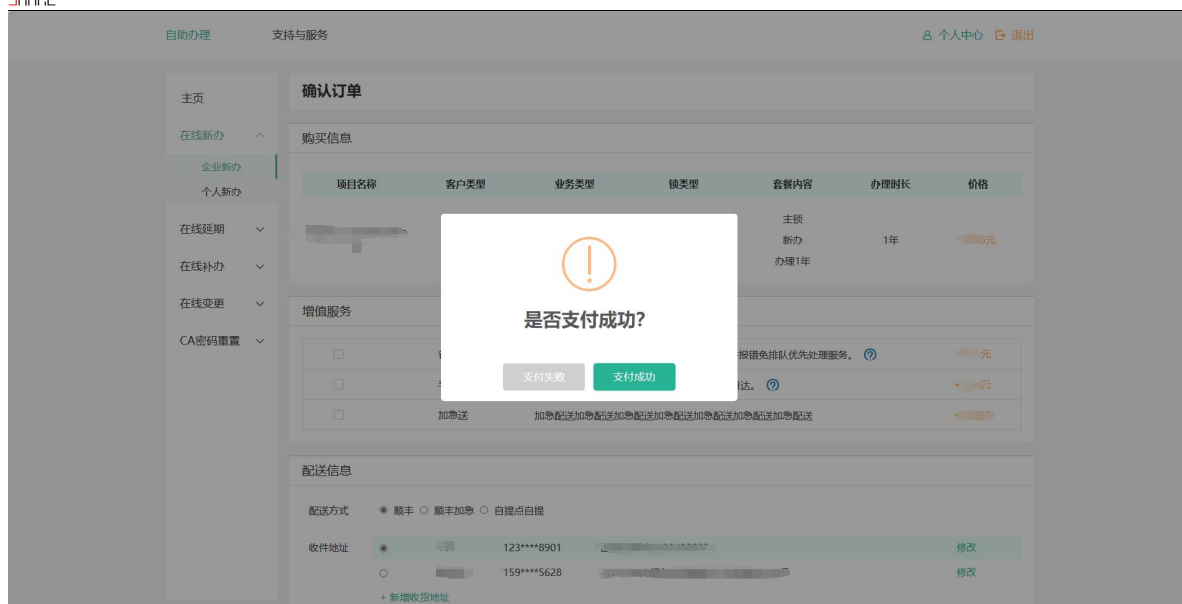 自助办理 支持与服务 个人中心 退出
主页
确认订单
在线新办
购买信息
企业新办
个人新办
项目名称 客户类型 业务类型 锁类型 套餐内容 办理时长 价格
主锁
在线延期
新办 1年 元
办理1年
在线补办
在线变更
增值服务
是否支付成功?
CA密码重置
报错免排队优先处理服务。 元
支付失败 支付成功
达。 元
加急送 加急配送加急配送加急配送加急配送加急配送加急配送加急配送
配送信息
配送方式 顺丰 顺丰加急 自提点自提
收件地址 123****8901 修改
159****5628 修改
+ 新增收货地址